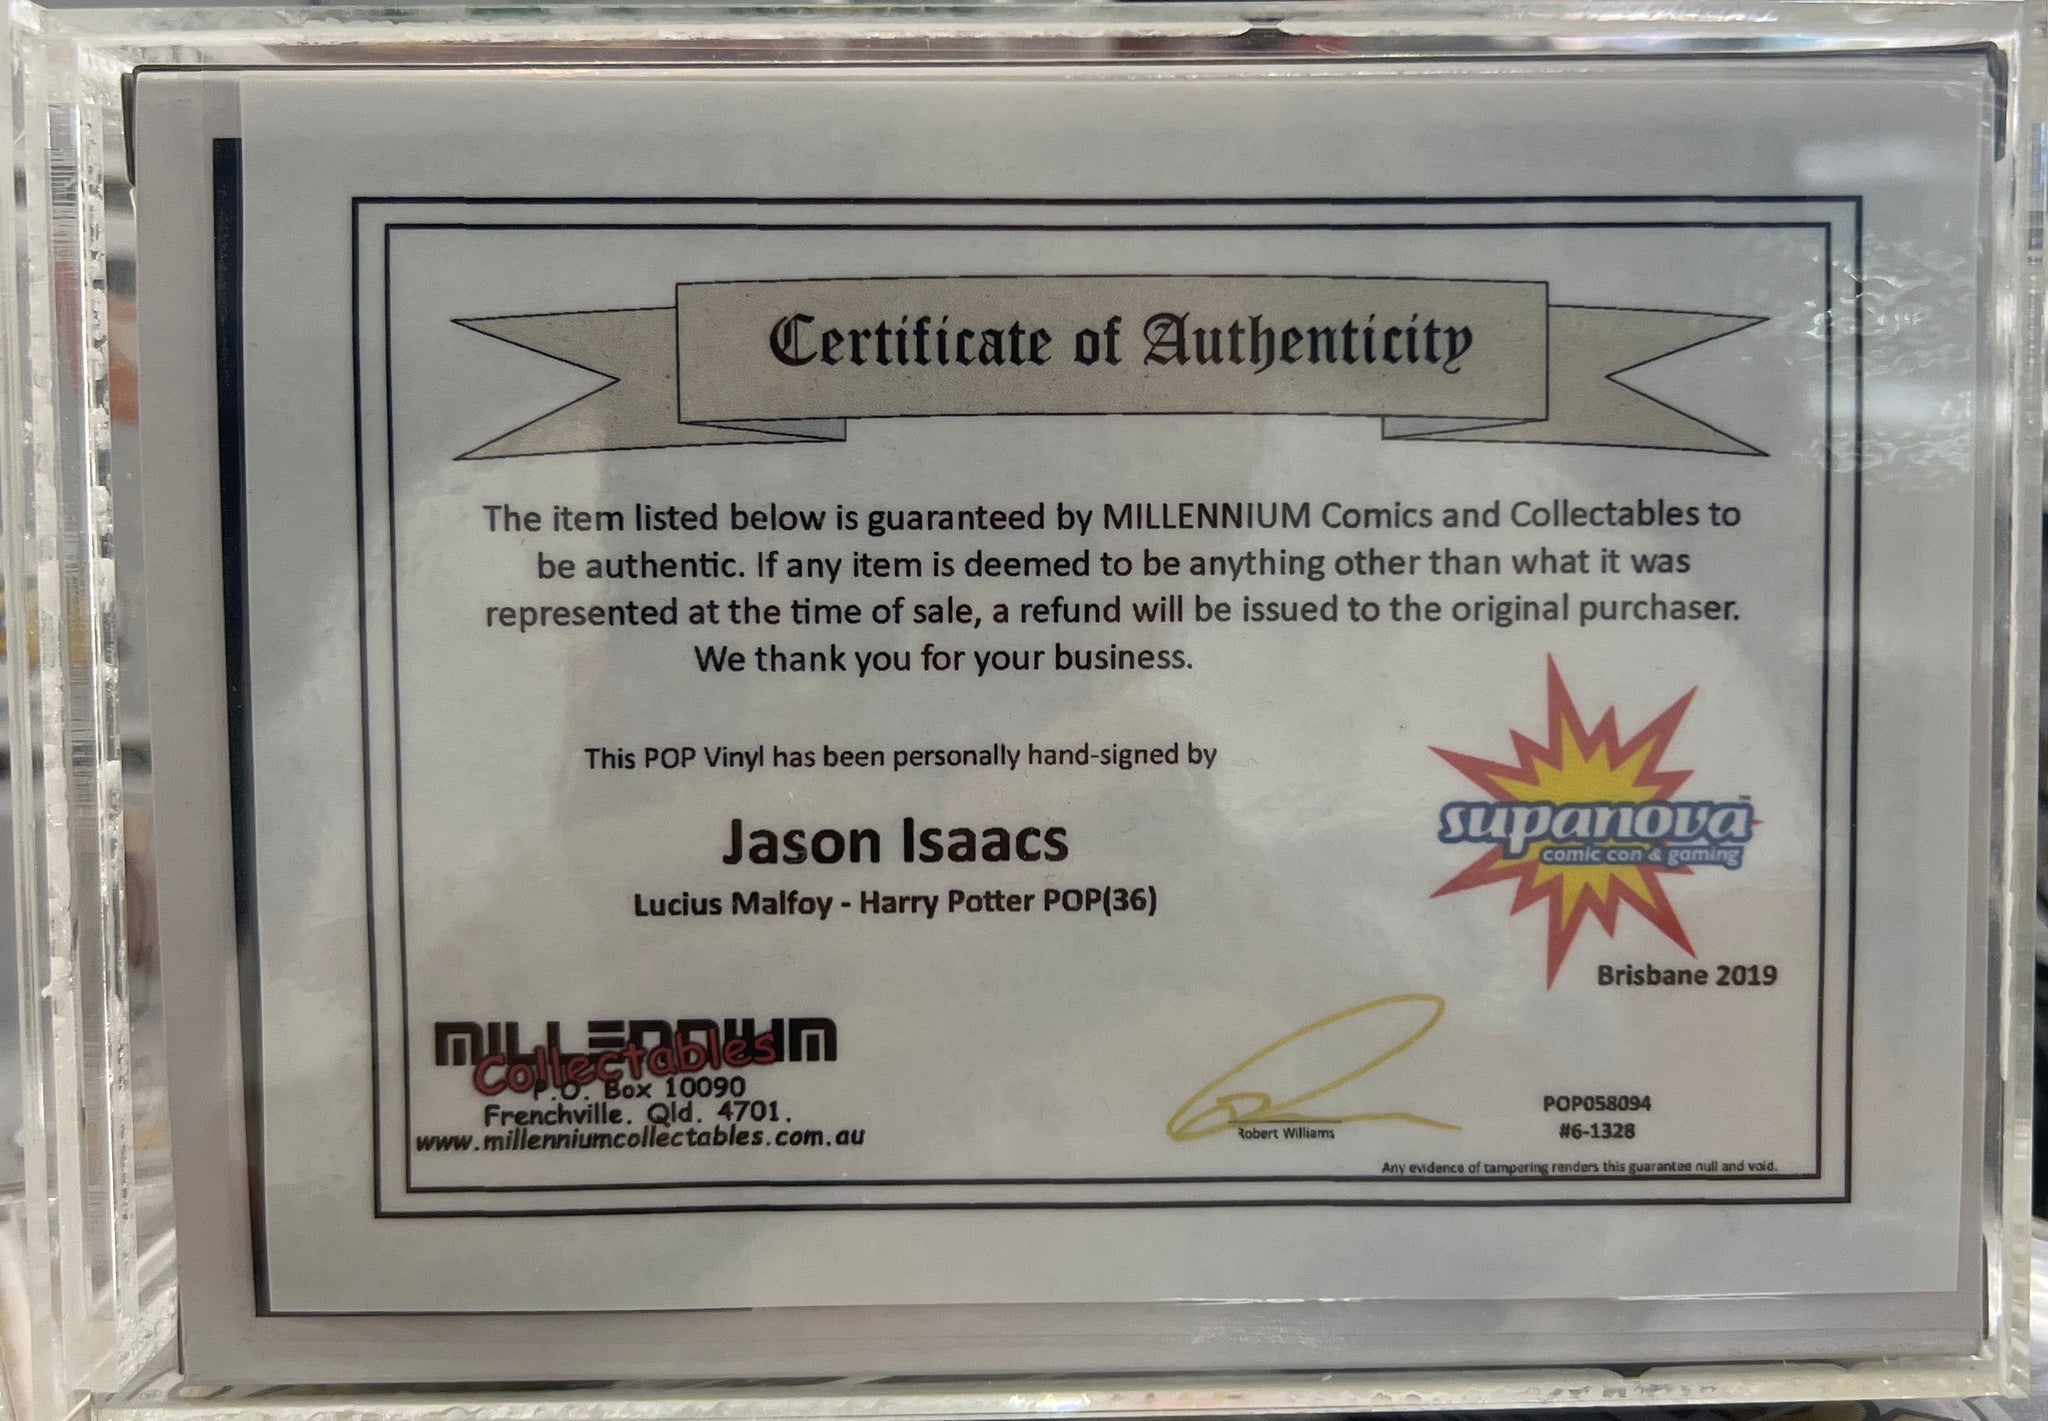 Certificate of Authenticity
The item listed below is guaranteed by MILLENNIUM Comics and Collectables to
be authentic. If any item is deemed to be anything other than what it was
represented at the time of sale, a refund will be issued to the original purchaser.
We thank you for your business.
This POP Vinyl has been personally hand-signed by
Jason Isaacs
Lucius Malfoy - Harry Potter POP(36)
supanova™
comic con & gaming
Brisbane 2019
MILLENNIUM
Collectables
P.O. Box 10090
Frenchville. Qld. 4701.
www.millenniumcollectables.com.au
Robert Williams
POP058094
#6-1328
Any evidence of tampering renders this guarantee null and void.